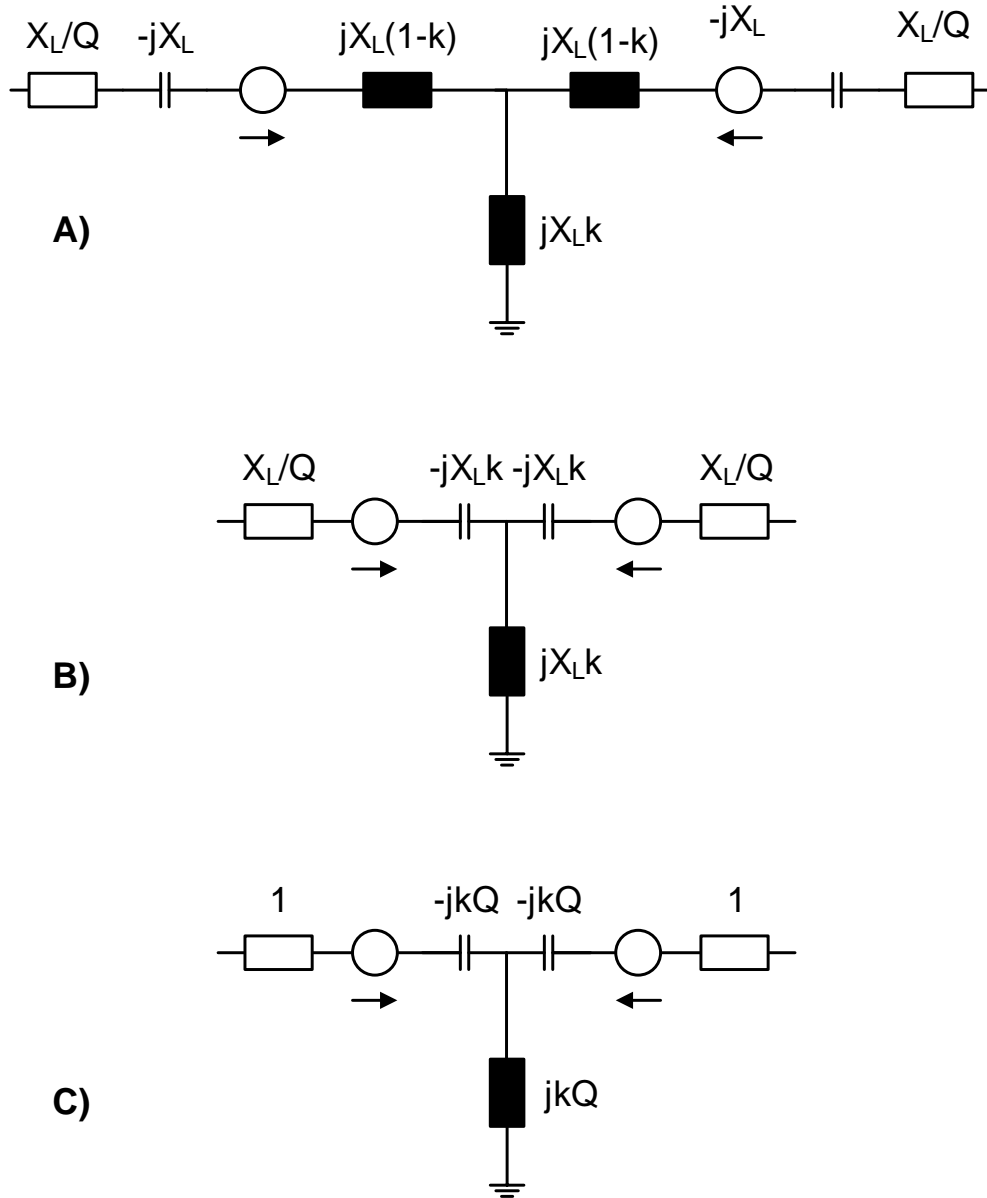 X_L/Q -jX_L jX_L(1-k) jX_L(1-k) -jX_L X_L/Q
A) jX_Lk
X_L/Q -jX_Lk -jX_Lk X_L/Q
B) jX_Lk
1 -jkQ -jkQ 1
C) jkQ